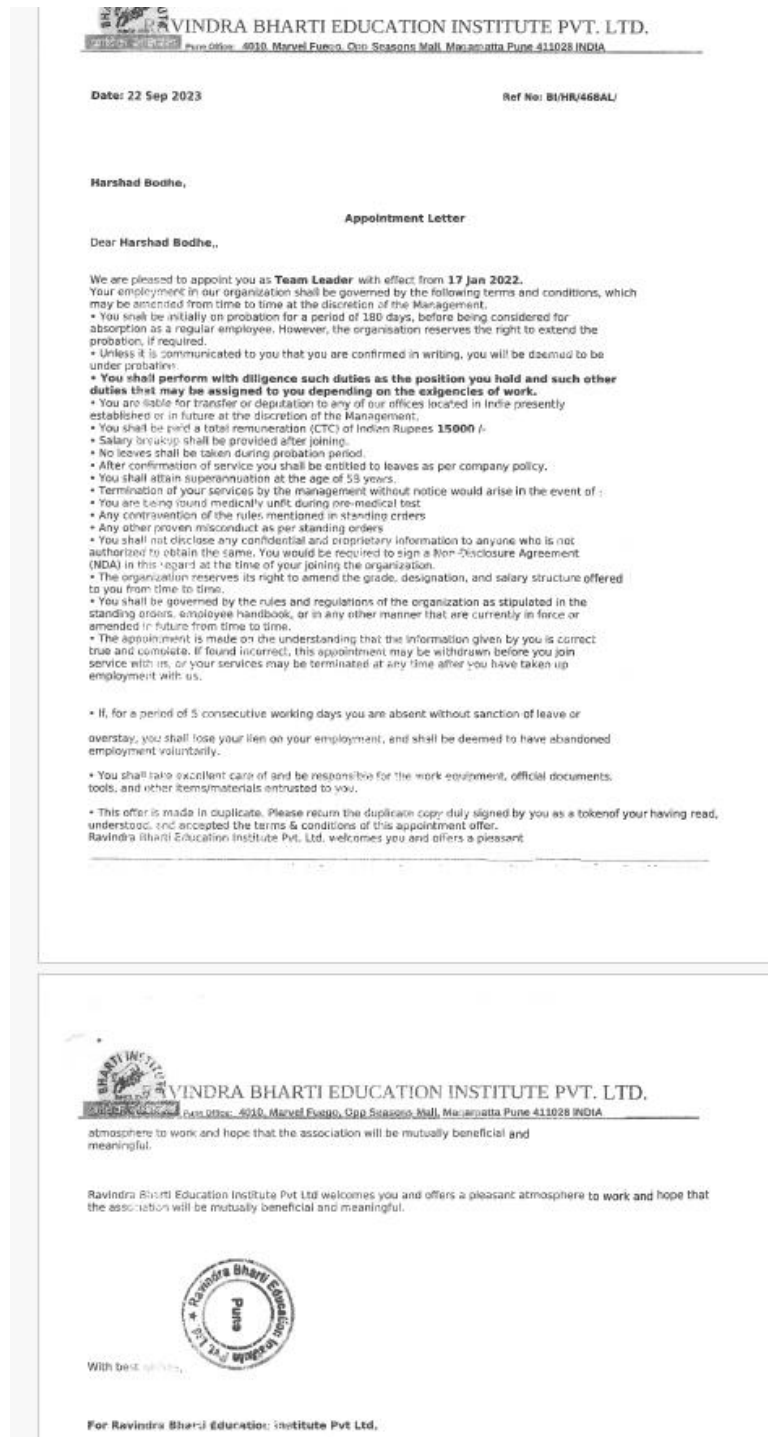 RAVINDRA BHARTI EDUCATION INSTITUTE PVT. LTD.
Pune Office: 4010, Marvel Fuego, Opp Seasons Mall, Magarpatta Pune 411028 INDIA
Date: 22 Sep 2023 Ref No: BI/HR/468AL/
Harshad Bodhe,
Appointment Letter
Dear Harshad Bodhe,,
We are pleased to appoint you as Team Leader with effect from 17 Jan 2022.
Your employment in our organization shall be governed by the following terms and conditions, which
may be amended from time to time at the discretion of the Management.
• You shall be initially on probation for a period of 180 days, before being considered for
absorption as a regular employee. However, the organisation reserves the right to extend the
probation, if required.
• Unless it is communicated to you that you are confirmed in writing, you will be deemed to be
under probation.
• You shall perform with diligence such duties as the position you hold and such other
duties that may be assigned to you depending on the exigencies of work.
• You are liable for transfer or deputation to any of our offices located in India presently
established or in future at the discretion of the Management.
• You shall be paid a total remuneration (CTC) of Indian Rupees 15000 /-
• Salary breakup shall be provided after joining.
• No leaves shall be taken during probation period.
• After confirmation of service you shall be entitled to leaves as per company policy.
• You shall attain superannuation at the age of years.
• Termination of your services by the management without notice would arise in the event of :
• You are being found medically unfit during pre-medical test
• Any contravention of the rules mentioned in standing orders
• Any other proven misconduct as per standing orders
• You shall not disclose any confidential and proprietary information to anyone who is not
authorized to obtain the same. You would be required to sign a Non-Disclosure Agreement
(NDA) in this regard at the time of your joining the organization.
• The organization reserves its right to amend the grade, designation, and salary structure offered
to you from time to time.
• You shall be governed by the rules and regulations of the organization as stipulated in the
standing orders, employee handbook, or in any other manner that are currently in force or
amended in future from time to time.
• The appointment is made on the understanding that the information given by you is correct
true and complete. If found incorrect, this appointment may be withdrawn before you join
service with us, or your services may be terminated at any time after you have taken up
employment with us.
• If, for a period of 5 consecutive working days you are absent without sanction of leave or
overstay, you shall lose your lien on your employment, and shall be deemed to have abandoned
employment voluntarily.
• You shall take excellent care of and be responsible for the work equipment, official documents,
tools, and other items/materials entrusted to you.
• This offer is made in duplicate. Please return the duplicate copy duly signed by you as a tokenof your having read,
understood, and accepted the terms & conditions of this appointment offer.
Ravindra Bharti Education Institute Pvt. Ltd. welcomes you and offers a pleasant
BHARTI INSTITU
VINDRA BHARTI EDUCATION INSTITUTE PVT. LTD.
Pune Office: 4010, Marvel Fuego, Opp Seasons Mall, Magarpatta Pune 411028 INDIA
atmosphere to work and hope that the association will be mutually beneficial and
meaningful.
Ravindra Bharti Education Institute Pvt Ltd welcomes you and offers a pleasant atmosphere to work and hope that
the association will be mutually beneficial and meaningful.
Ravindra Bharti Education Institute Pvt. Ltd. ★
Pune
With best
For Ravindra Bharti Education Institute Pvt Ltd.